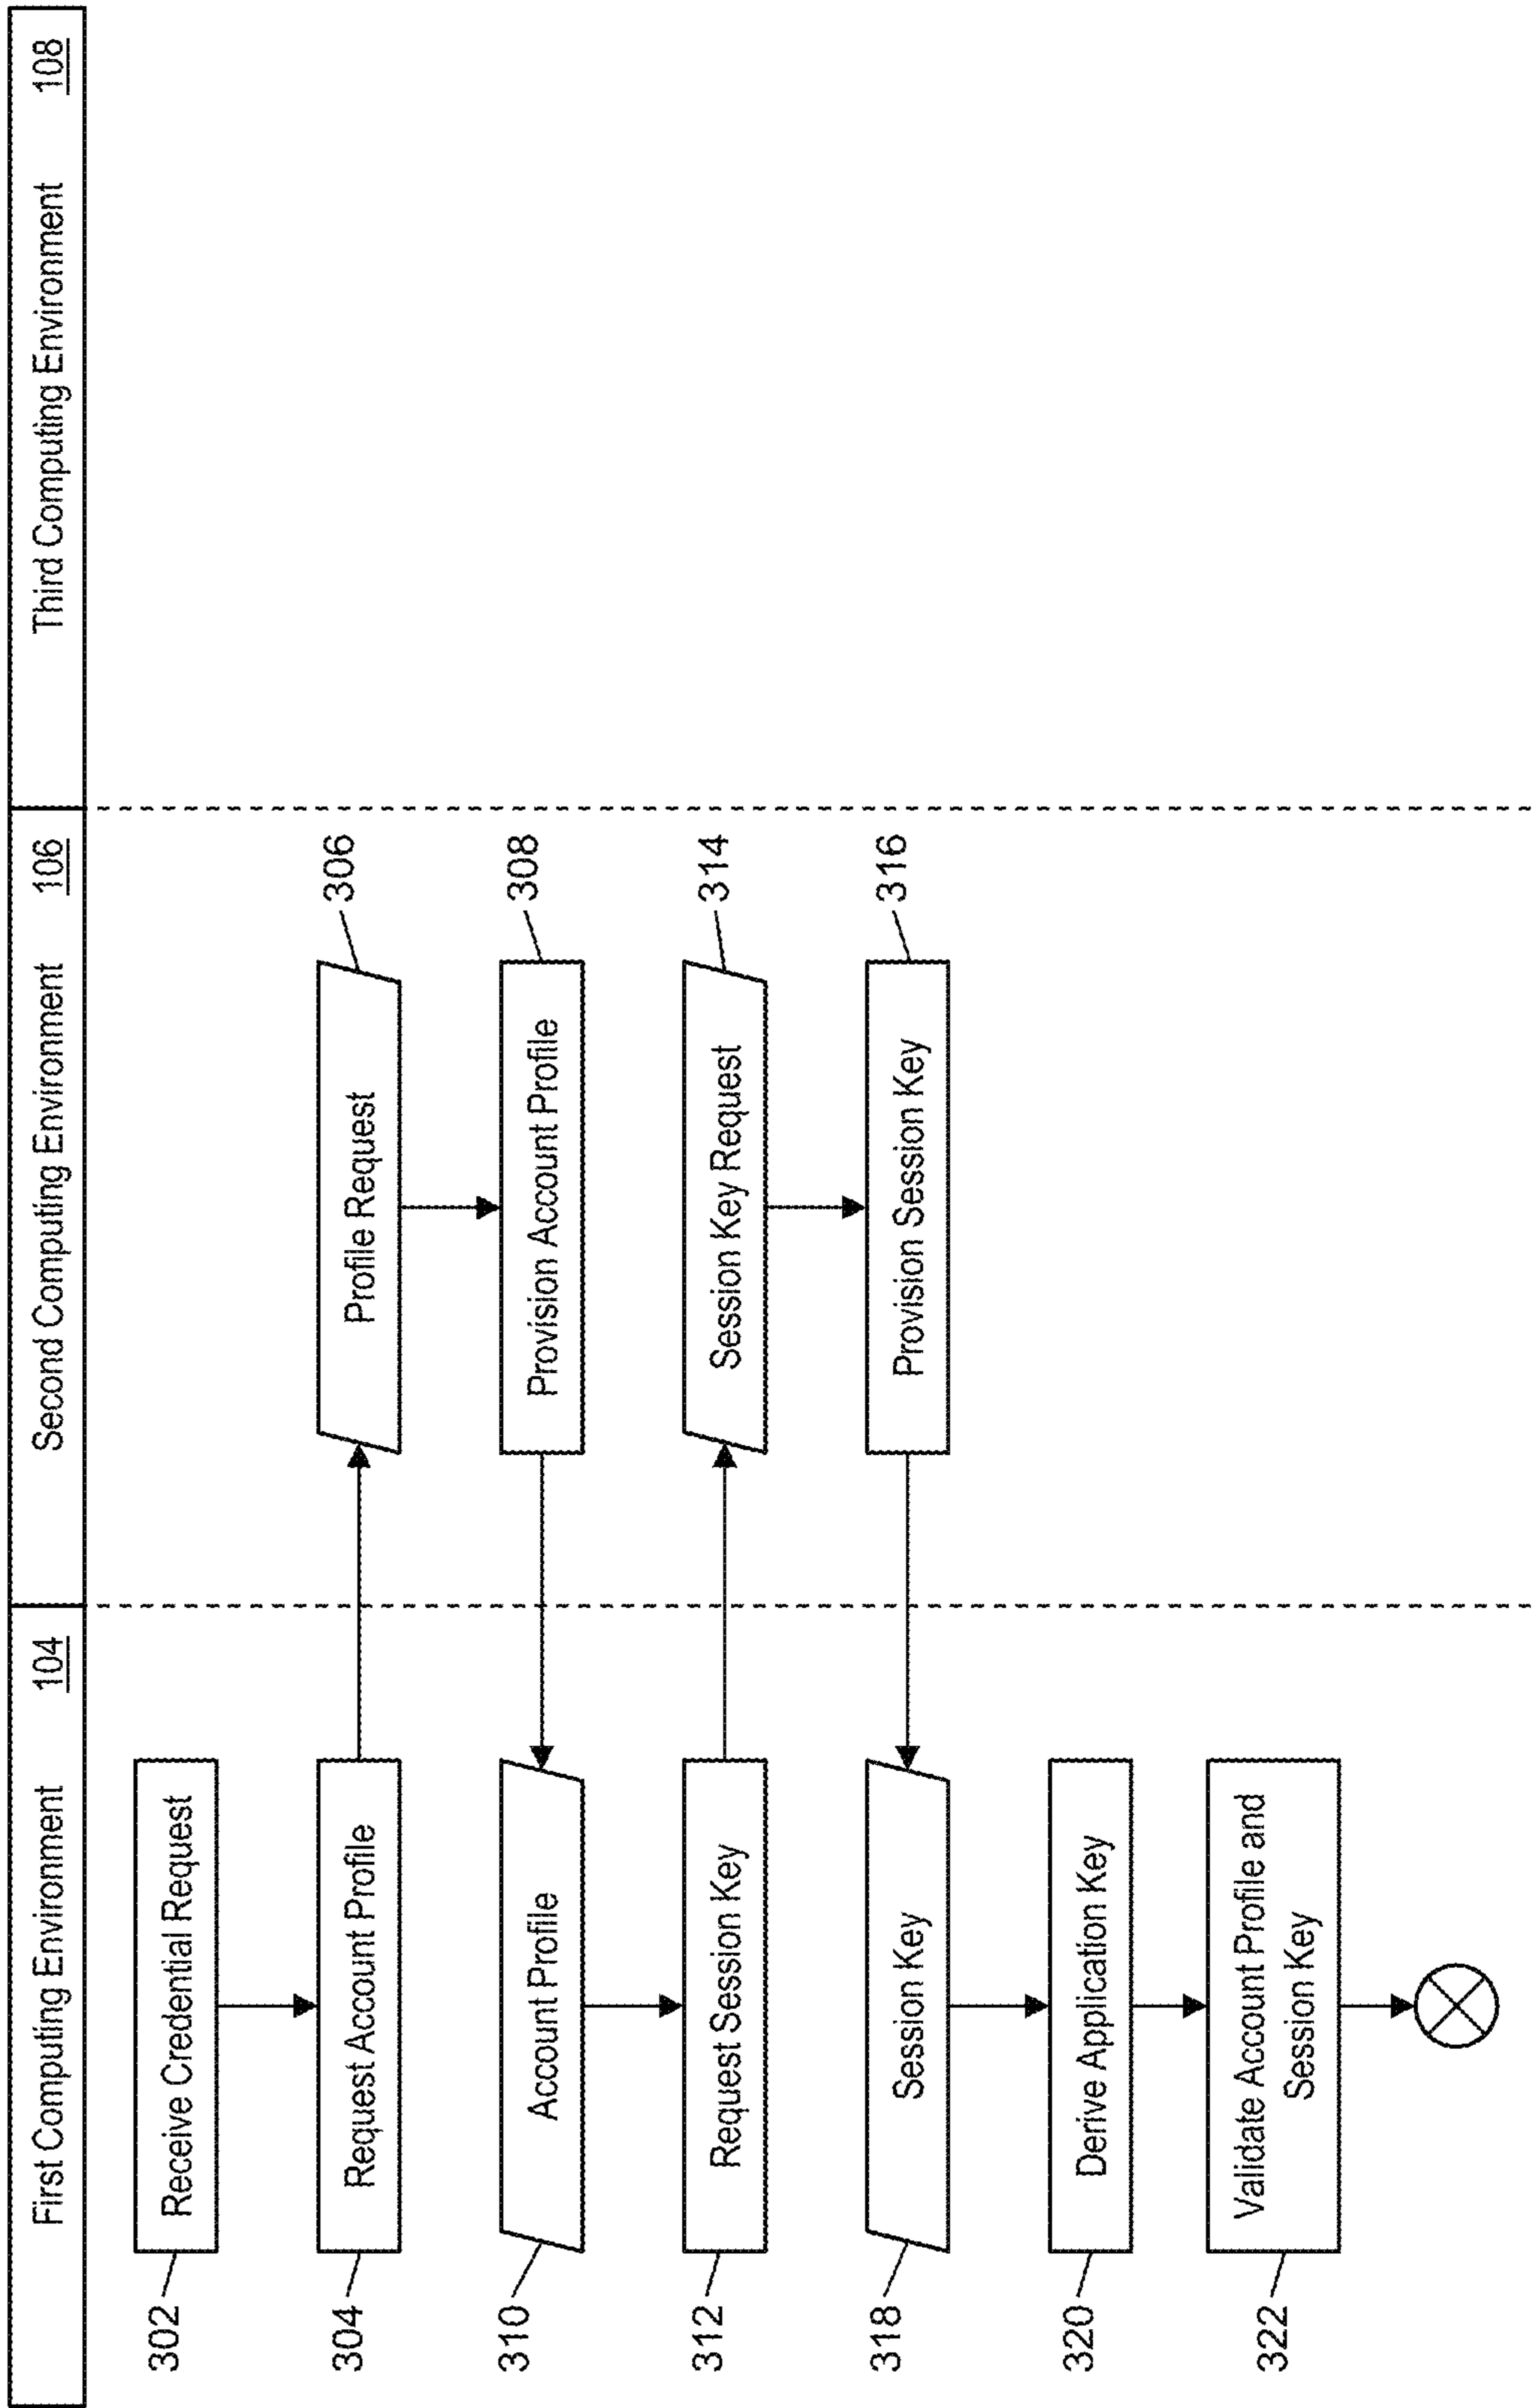 First Computing Environment 104
Second Computing Environment 106
Third Computing Environment 108
302
Receive Credential Request
304
Request Account Profile
Profile Request
306
Provision Account Profile
308
310
Account Profile
312
Request Session Key
Session Key Request
314
Provision Session Key
316
318
Session Key
320
Derive Application Key
322
Validate Account Profile and
Session Key